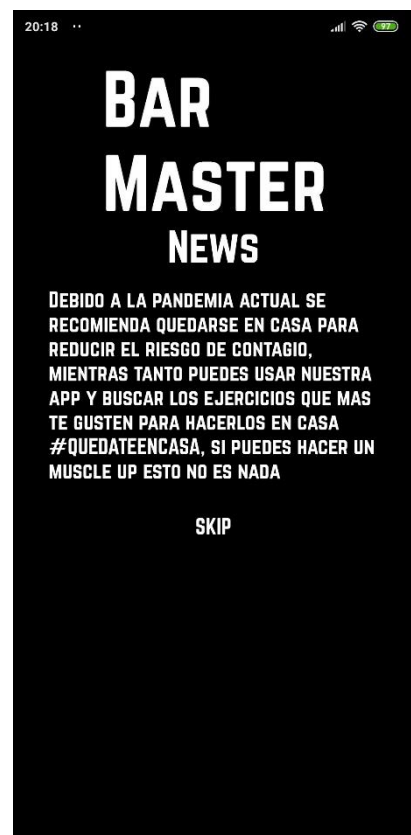 20:18 ..
97
BAR
MASTER
NEWS
DEBIDO A LA PANDEMIA ACTUAL SE
RECOMIENDA QUEDARSE EN CASA PARA
REDUCIR EL RIESGO DE CONTAGIO,
MIENTRAS TANTO PUEDES USAR NUESTRA
APP Y BUSCAR LOS EJERCICIOS QUE MAS
TE GUSTEN PARA HACERLOS EN CASA
#QUEDATEENCASA, SI PUEDES HACER UN
MUSCLE UP ESTO NO ES NADA
SKIP